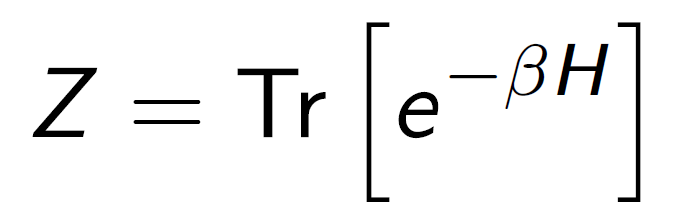 Z = Tr [e^{-βH}]